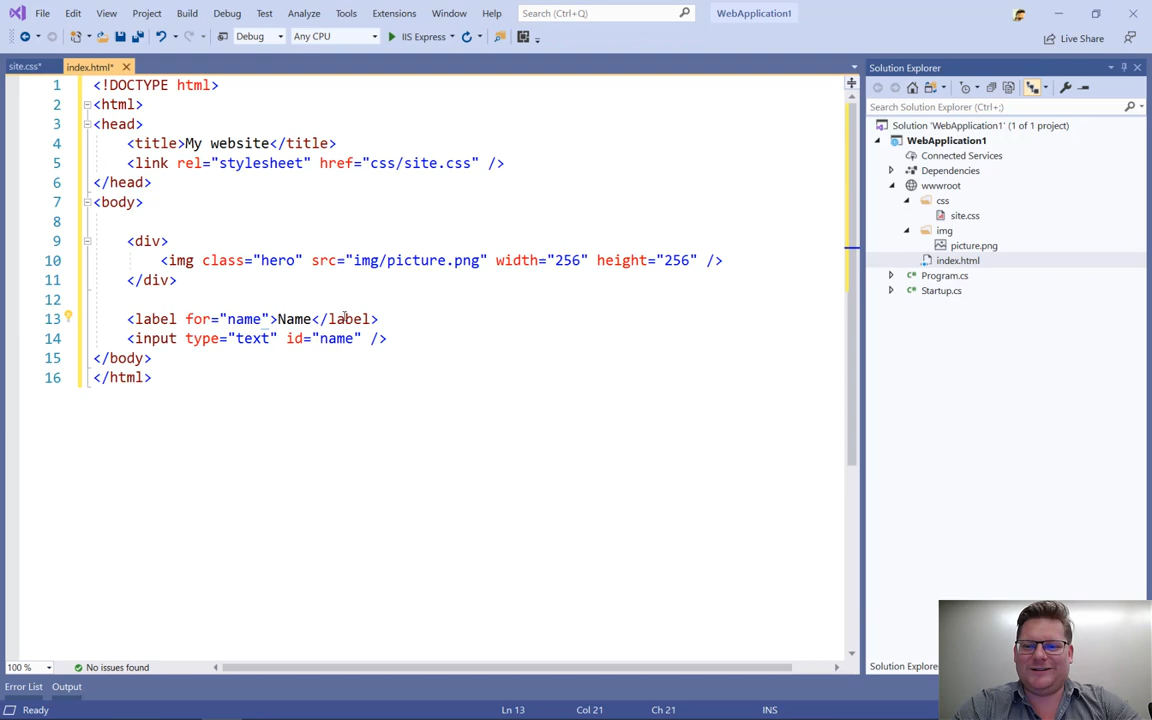 File Edit View Project Build Debug Test Analyze Tools Extensions Window Help Search (Ctrl+Q) WebApplication1
Debug Any CPU IIS Express Live Share
site.css* index.html*
1 <!DOCTYPE html>
2 <html>
3 <head>
4 <title>My website</title>
5 <link rel="stylesheet" href="css/site.css" />
6 </head>
7 <body>
8
9 <div>
10 <img class="hero" src="img/picture.png" width="256" height="256" />
11 </div>
12
13 <label for="name">Name</label>
14 <input type="text" id="name" />
15 </body>
16 </html>
100 % No issues found
Error List Output
Ready Ln 13 Col 21 Ch 21 INS
Solution Explorer
Search Solution Explorer (Ctrl+;)
Solution 'WebApplication1' (1 of 1 project)
WebApplication1
Connected Services
Dependencies
wwwroot
css
site.css
img
picture.png
index.html
Program.cs
Startup.cs
Solution Explorer